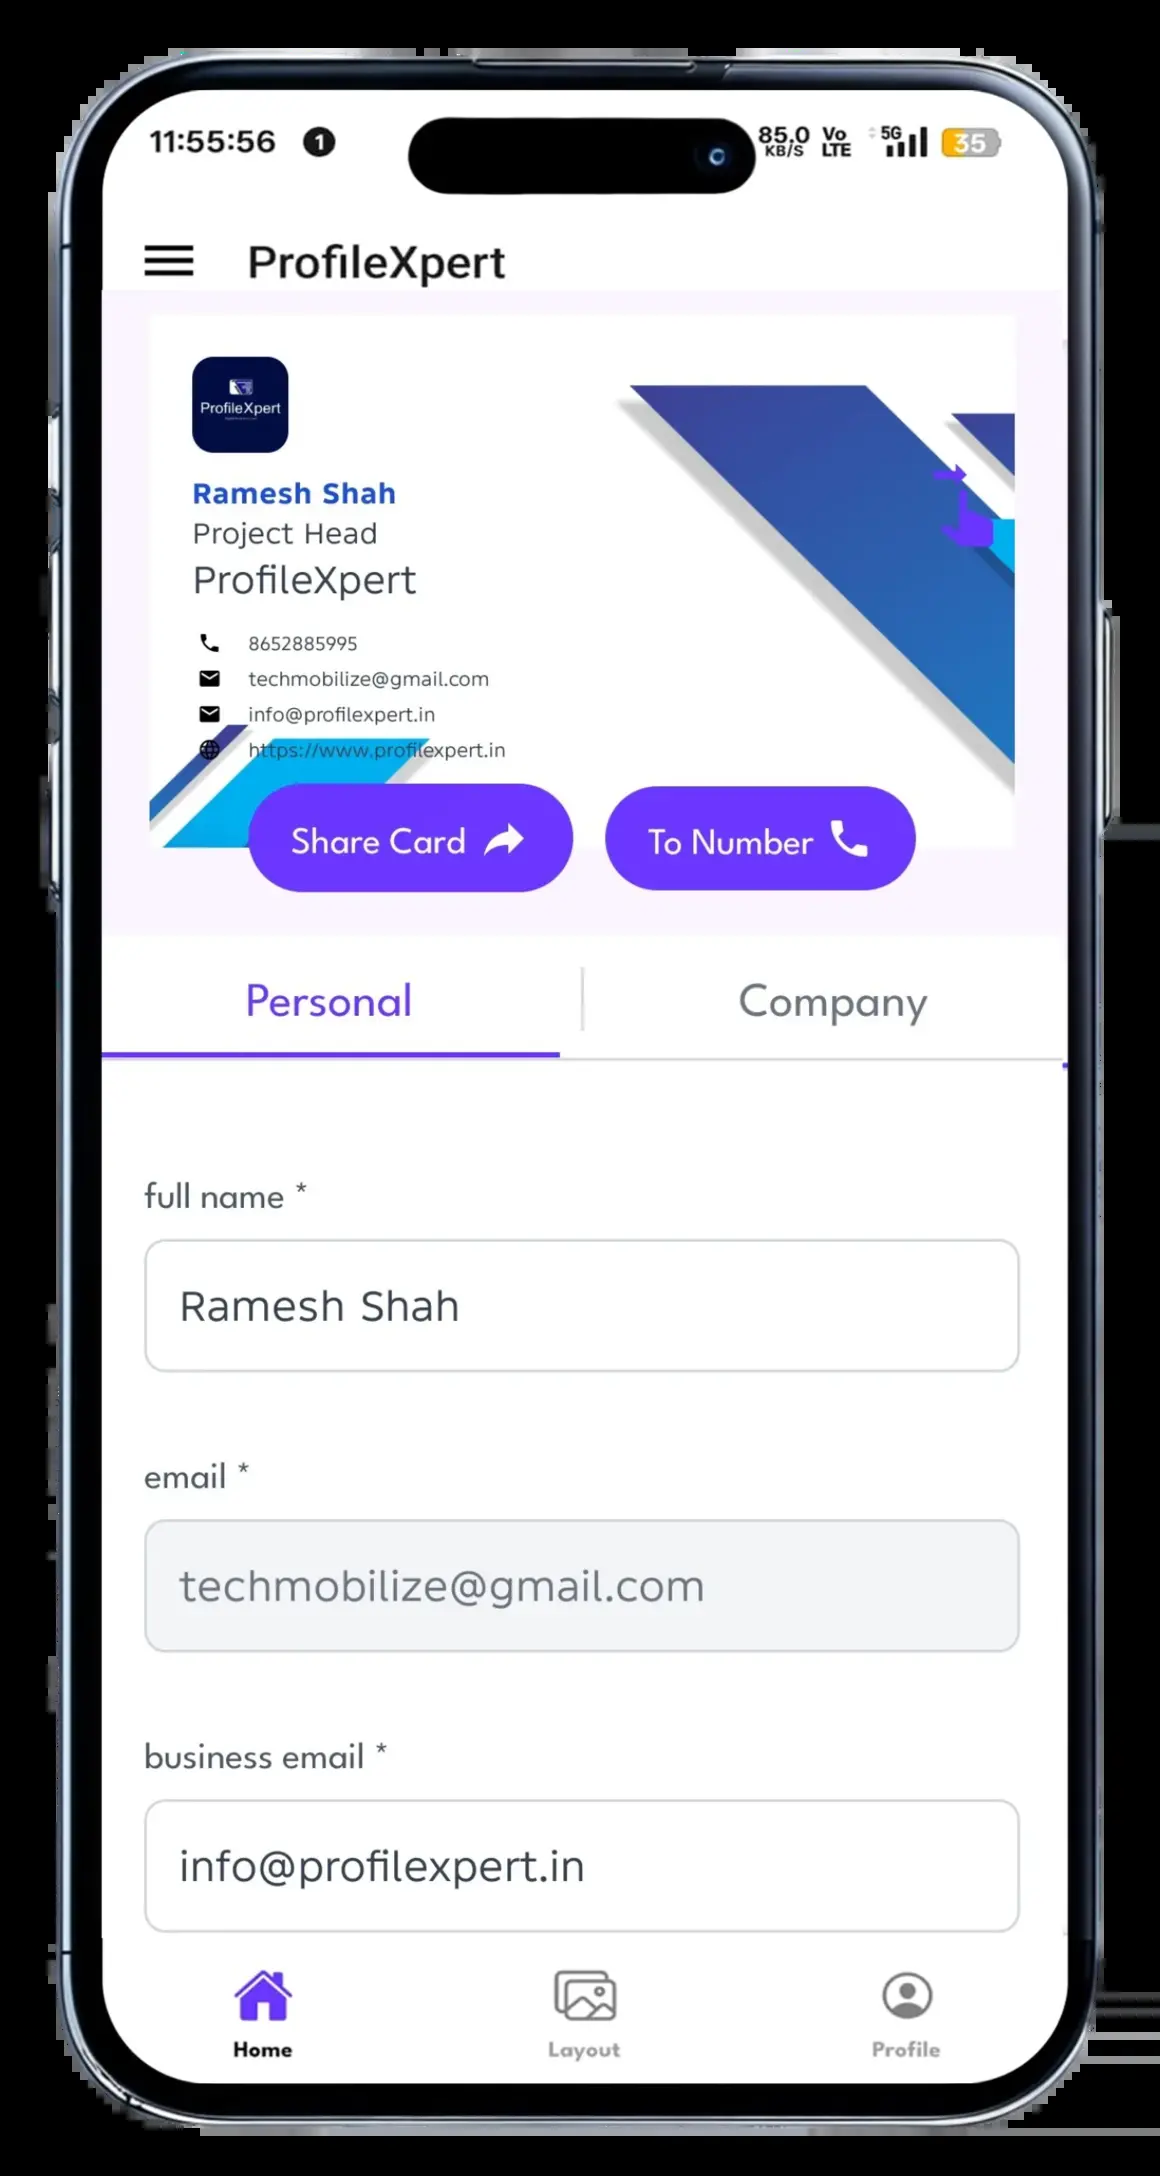 11:55:56 1 85.0 KB/S Vo LTE 5G 35
ProfileXpert
ProfileXpert
Ramesh Shah
Project Head
ProfileXpert
8652885995
techmobilize@gmail.com
info@profilexpert.in
https://www.profilexpert.in
Share Card To Number
Personal Company
full name *
Ramesh Shah
email *
techmobilize@gmail.com
business email *
info@profilexpert.in
Home Layout Profile